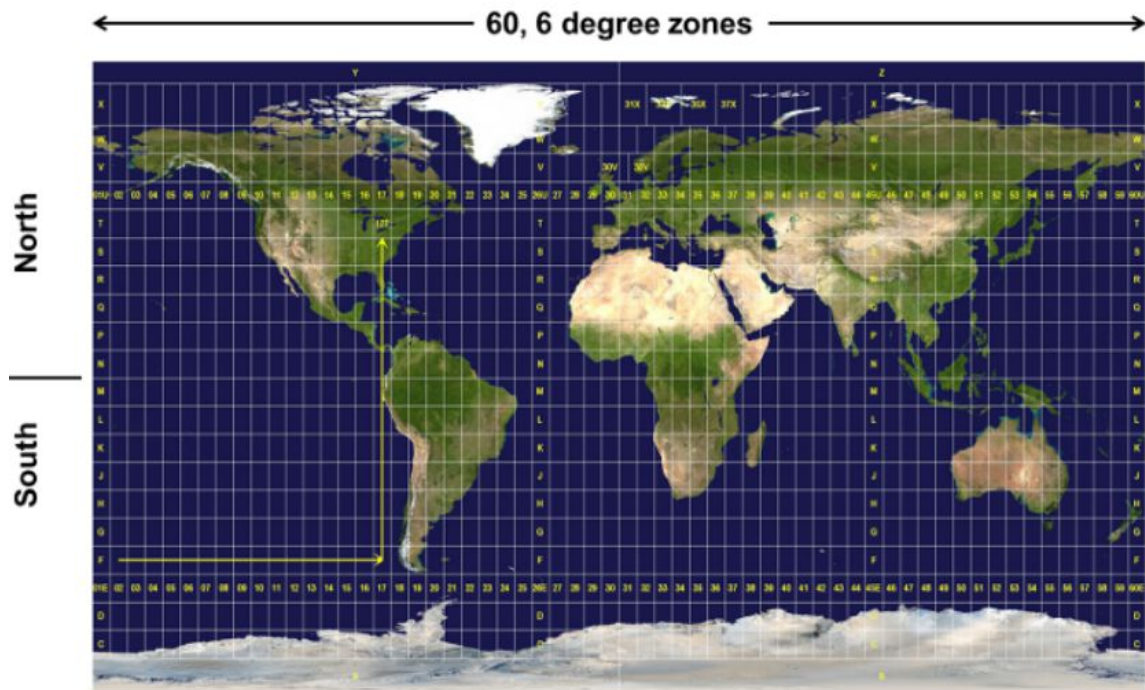 60, 6 degree zones
Y Z
X 31X 35X 37X X X
W W W
V V 30V 32V V V
01U 02 03 04 05 06 07 08 09 10 11 12 13 14 15 16 17 18 19 20 21 22 23 24 25 26U 27 28 29 30 31 32 33 34 35 36 37 38 39 40 41 42 43 44 45U 46 47 48 49 50 51 52 53 54 55 56 57 58 59 60U
T 17T T
S S
R R
Q Q Q
P P P P
N N N N
North
M M M M
L L L L
K K K K
J J J J
H H H H
G G G G
F F F F
South
01E 02 03 04 05 06 07 08 09 10 11 12 13 14 15 16 17 18 19 20 21 22 23 24 25 26E 27 28 29 30 31 32 33 34 35 36 37 38 39 40 41 42 43 44 45E 46 47 48 49 50 51 52 53 54 55 56 57 58 59 60E
D D D
C C